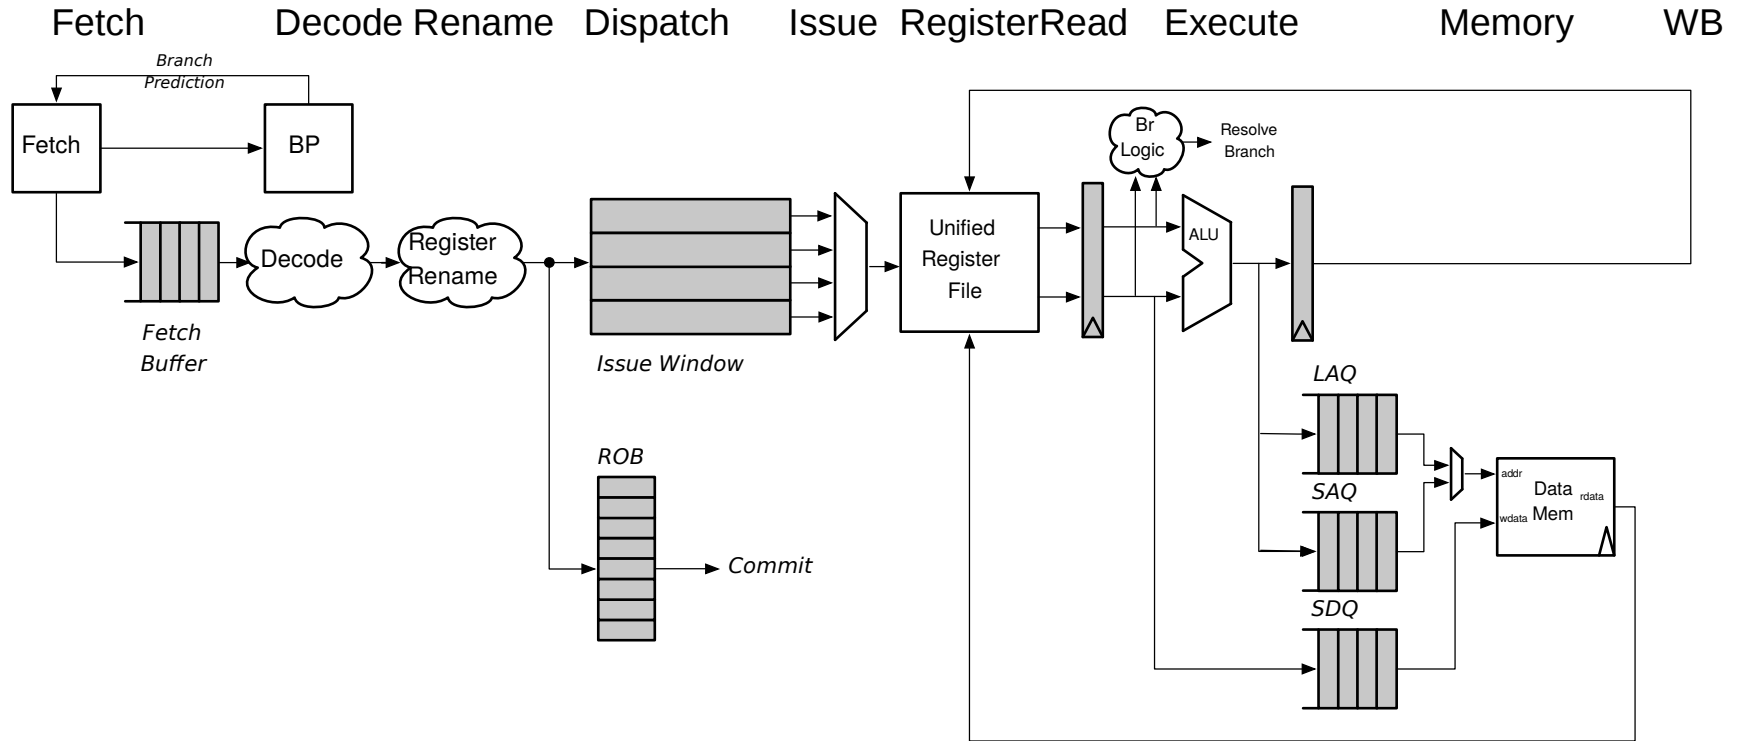 Fetch
Decode
Rename
Dispatch
Issue
RegisterRead
Execute
Memory
WB
Branch
Prediction
Fetch
BP
Fetch
Buffer
Decode
Register
Rename
Issue Window
ROB
Commit
Unified
Register
File
Br
Logic
Resolve
Branch
ALU
LAQ
SAQ
SDQ
addr
wdata
Data
Mem
rdata